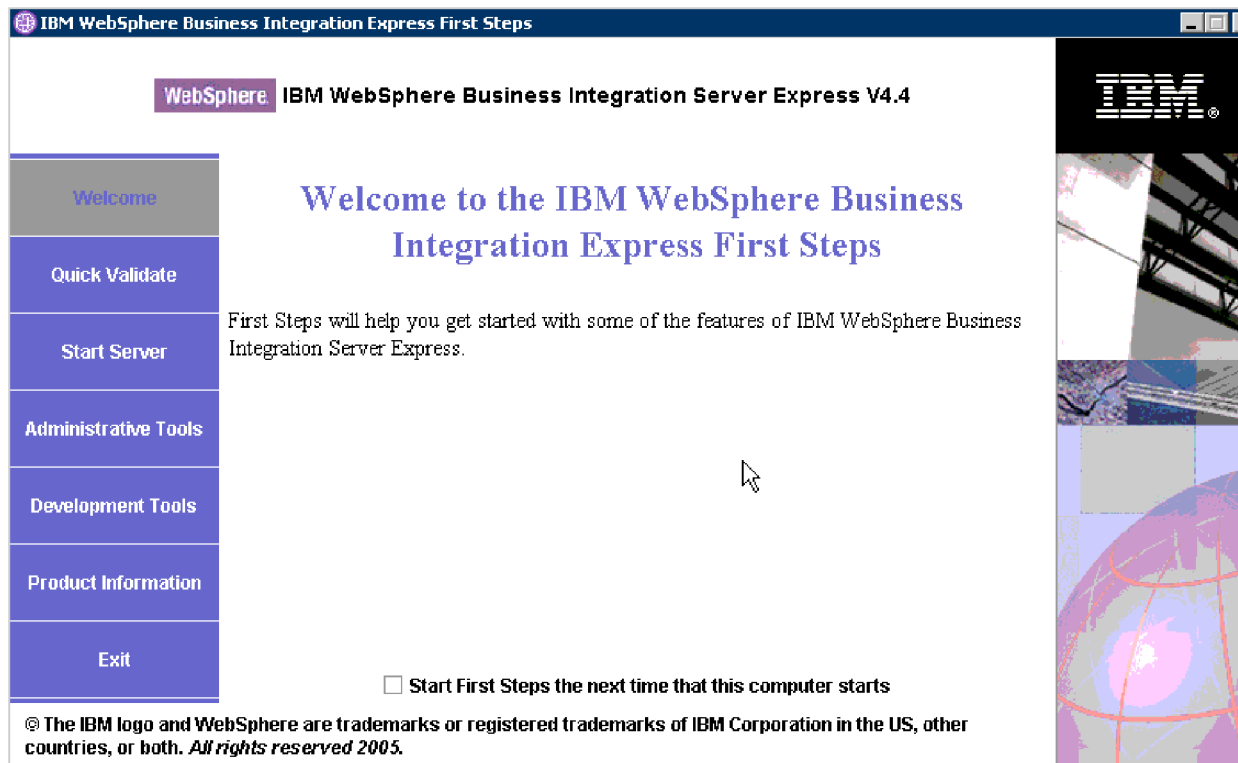 IBM WebSphere Business Integration Express First Steps
WebSphere. IBM WebSphere Business Integration Server Express V4.4
IBM®
Welcome
Quick Validate
Start Server
Administrative Tools
Development Tools
Product Information
Exit
Welcome to the IBM WebSphere Business
Integration Express First Steps
First Steps will help you get started with some of the features of IBM WebSphere Business
Integration Server Express.
Start First Steps the next time that this computer starts
© The IBM logo and WebSphere are trademarks or registered trademarks of IBM Corporation in the US, other
countries, or both. All rights reserved 2005.